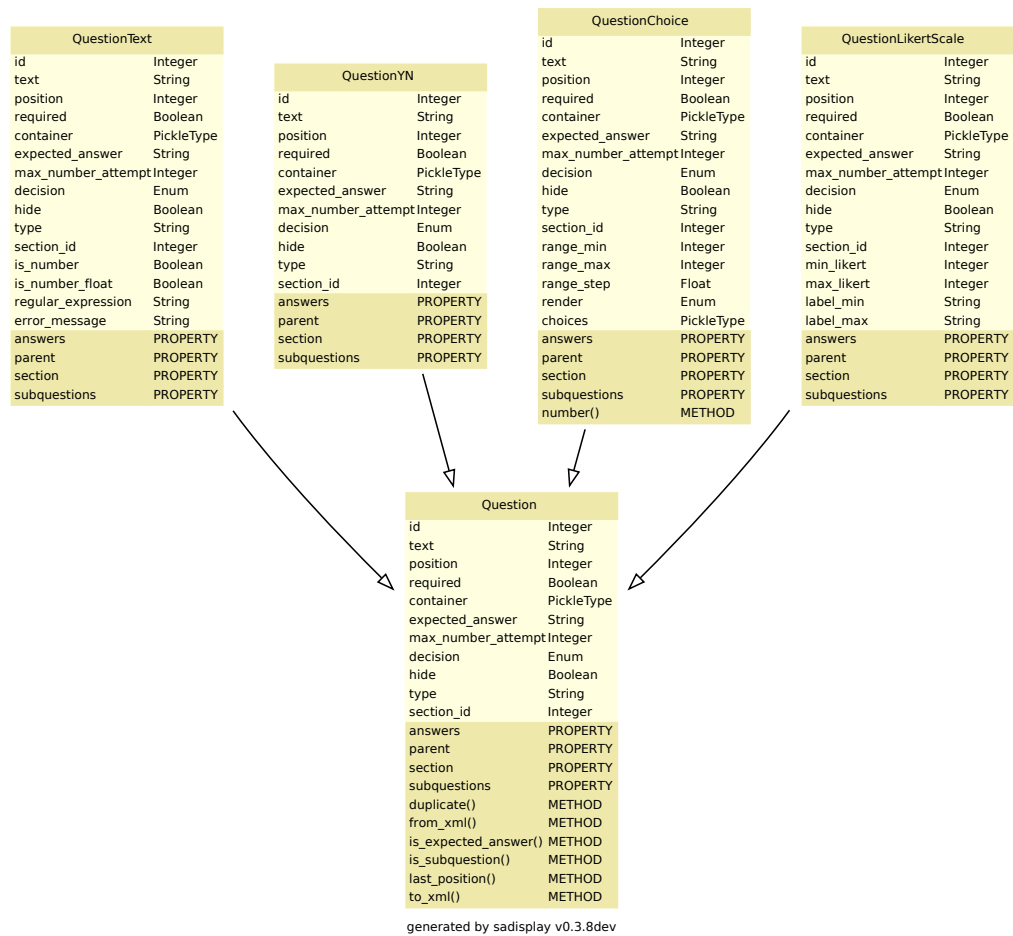 QuestionText
id Integer
text String
position Integer
required Boolean
container PickleType
expected_answer String
max_number_attempt Integer
decision Enum
hide Boolean
type String
section_id Integer
is_number Boolean
is_number_float Boolean
regular_expression String
error_message String
answers PROPERTY
parent PROPERTY
section PROPERTY
subquestions PROPERTY
QuestionYN
id Integer
text String
position Integer
required Boolean
container PickleType
expected_answer String
max_number_attempt Integer
decision Enum
hide Boolean
type String
section_id Integer
answers PROPERTY
parent PROPERTY
section PROPERTY
subquestions PROPERTY
QuestionChoice
id Integer
text String
position Integer
required Boolean
container PickleType
expected_answer String
max_number_attempt Integer
decision Enum
hide Boolean
type String
section_id Integer
range_min Integer
range_max Integer
range_step Float
render Enum
choices PickleType
answers PROPERTY
parent PROPERTY
section PROPERTY
subquestions PROPERTY
number() METHOD
QuestionLikertScale
id Integer
text String
position Integer
required Boolean
container PickleType
expected_answer String
max_number_attempt Integer
decision Enum
hide Boolean
type String
section_id Integer
min_likert Integer
max_likert Integer
label_min String
label_max String
answers PROPERTY
parent PROPERTY
section PROPERTY
subquestions PROPERTY
Question
id Integer
text String
position Integer
required Boolean
container PickleType
expected_answer String
max_number_attempt Integer
decision Enum
hide Boolean
type String
section_id Integer
answers PROPERTY
parent PROPERTY
section PROPERTY
subquestions PROPERTY
duplicate() METHOD
from_xml() METHOD
is_expected_answer() METHOD
is_subquestion() METHOD
last_position() METHOD
to_xml() METHOD
generated by sadisplay v0.3.8dev